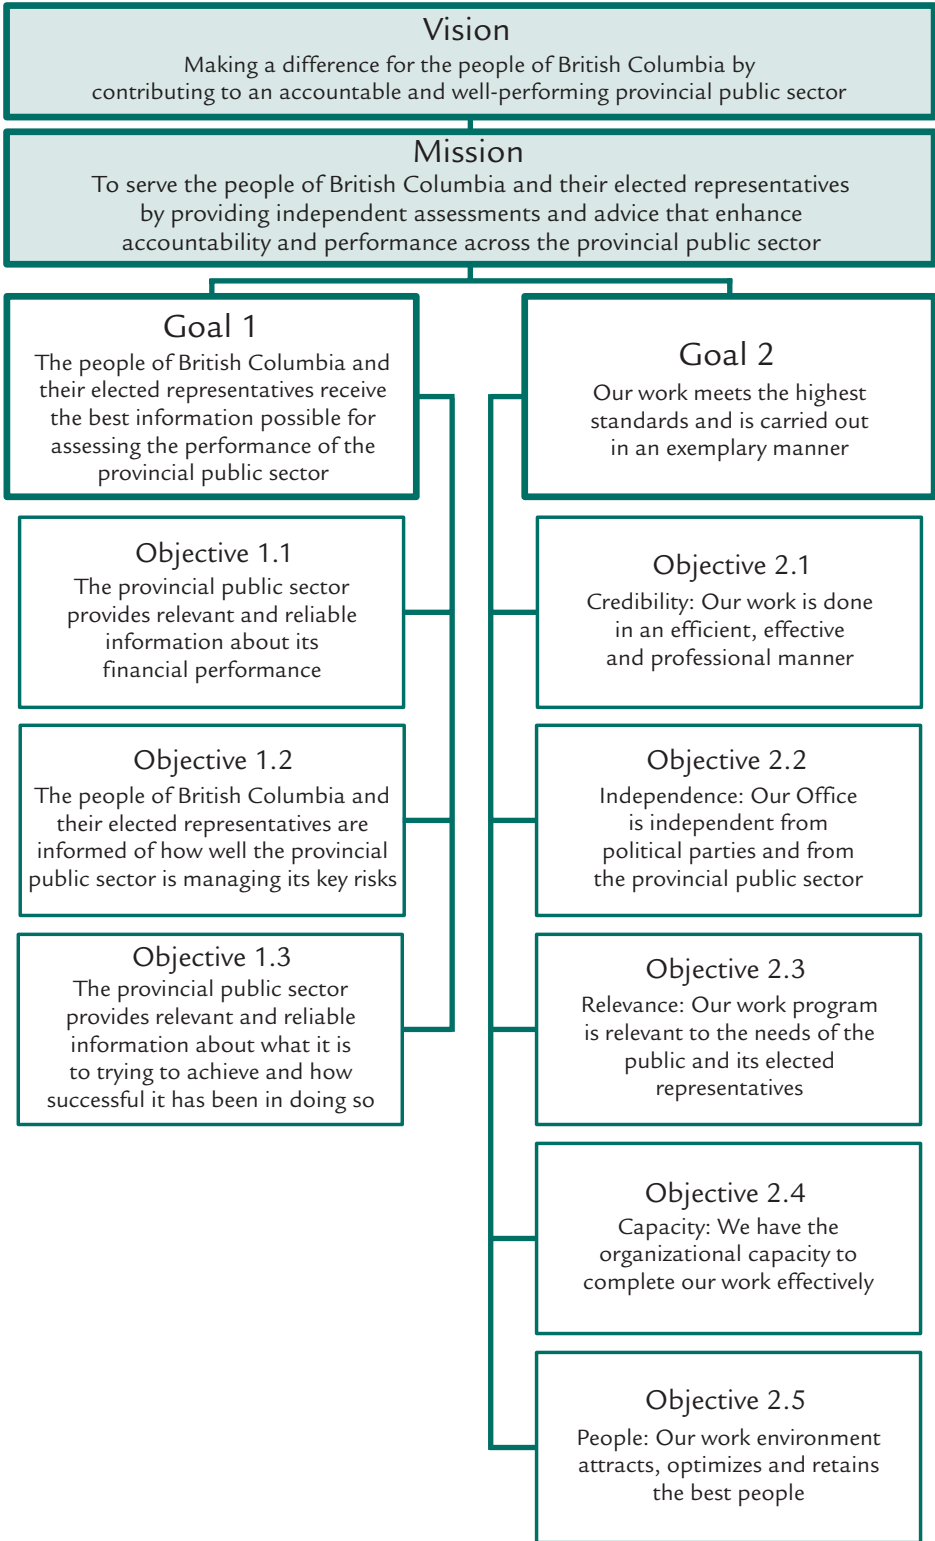 Vision
Making a difference for the people of British Columbia by
contributing to an accountable and well-performing provincial public sector
Mission
To serve the people of British Columbia and their elected representatives
by providing independent assessments and advice that enhance
accountability and performance across the provincial public sector
Goal 1
The people of British Columbia and
their elected representatives receive
the best information possible for
assessing the performance of the
provincial public sector
Objective 1.1
The provincial public sector
provides relevant and reliable
information about its
financial performance
Objective 1.2
The people of British Columbia and
their elected representatives are
informed of how well the provincial
public sector is managing its key risks
Objective 1.3
The provincial public sector
provides relevant and reliable
information about what it is
to trying to achieve and how
successful it has been in doing so
Goal 2
Our work meets the highest
standards and is carried out
in an exemplary manner
Objective 2.1
Credibility: Our work is done
in an efficient, effective
and professional manner
Objective 2.2
Independence: Our Office
is independent from
political parties and from
the provincial public sector
Objective 2.3
Relevance: Our work program
is relevant to the needs of the
public and its elected
representatives
Objective 2.4
Capacity: We have the
organizational capacity to
complete our work effectively
Objective 2.5
People: Our work environment
attracts, optimizes and retains
the best people